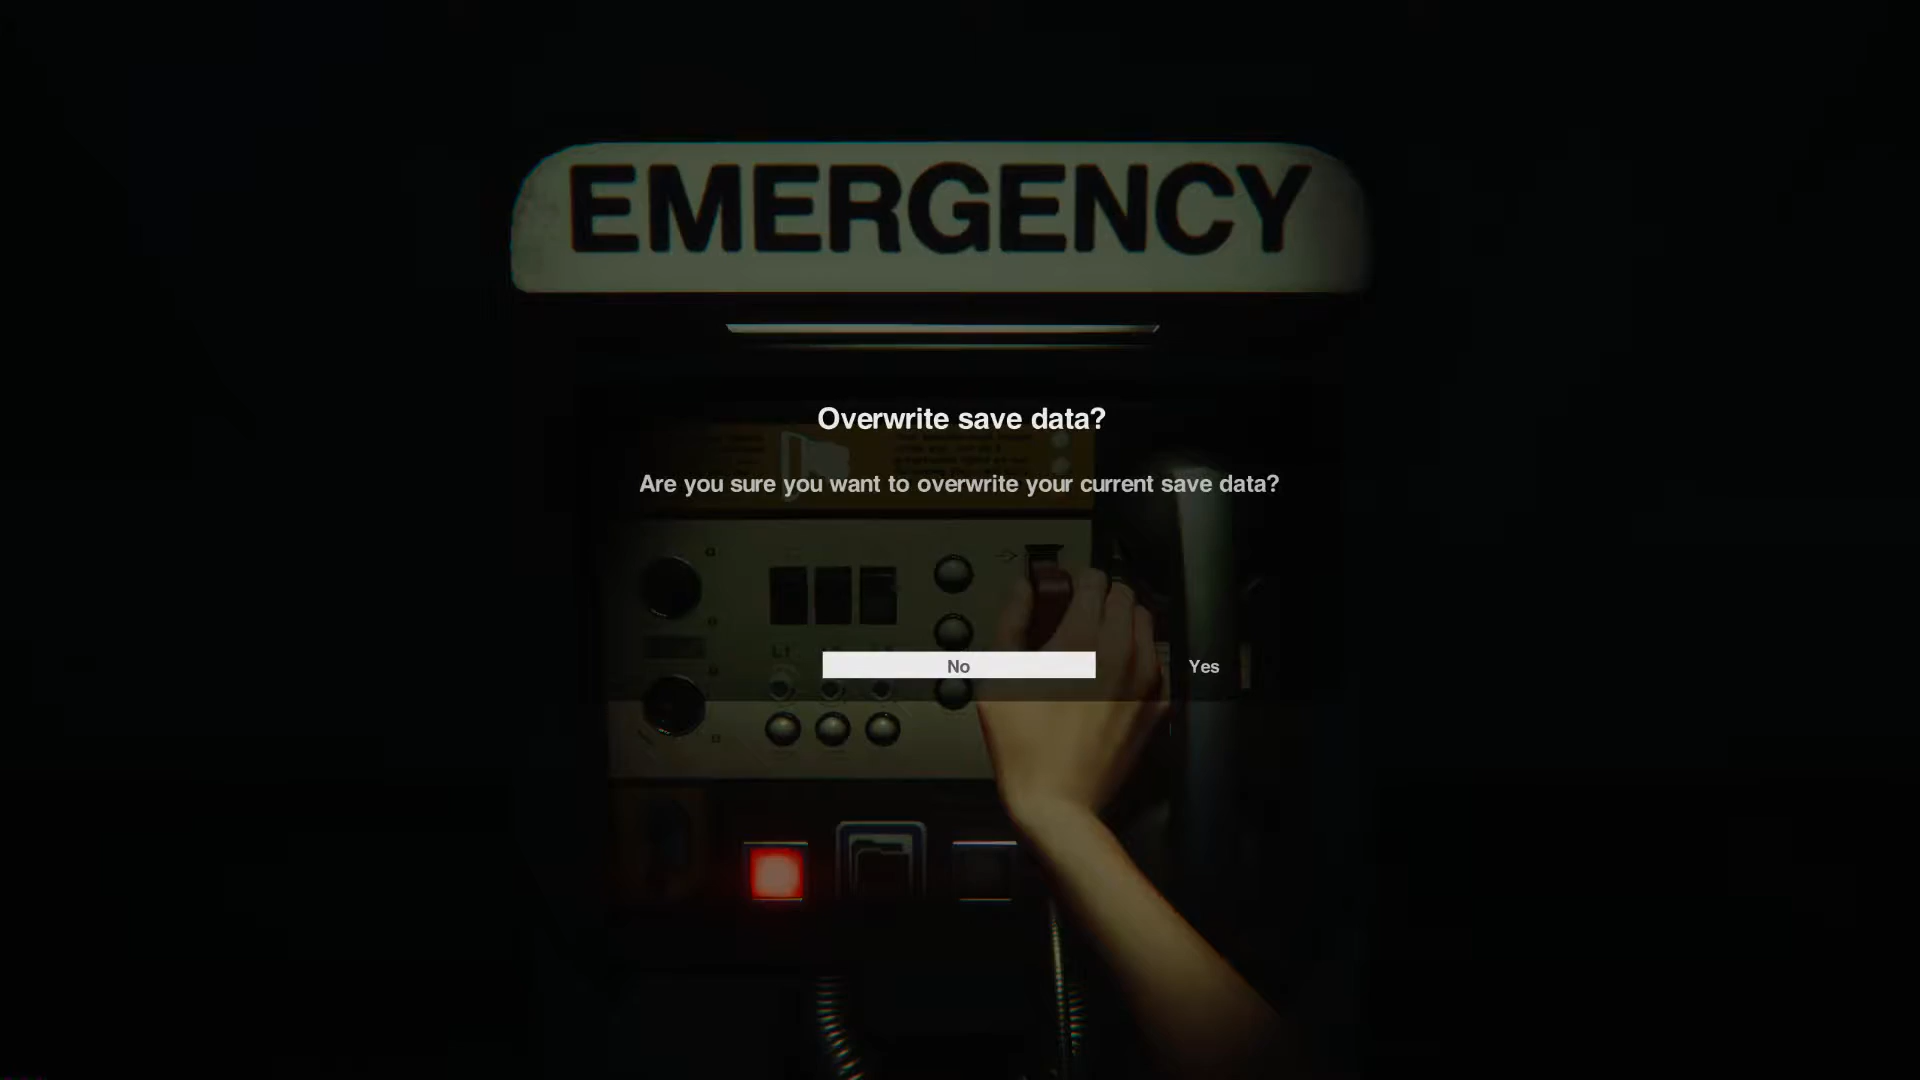 EMERGENCY
Overwrite save data?
Are you sure you want to overwrite your current save data?
No
Yes